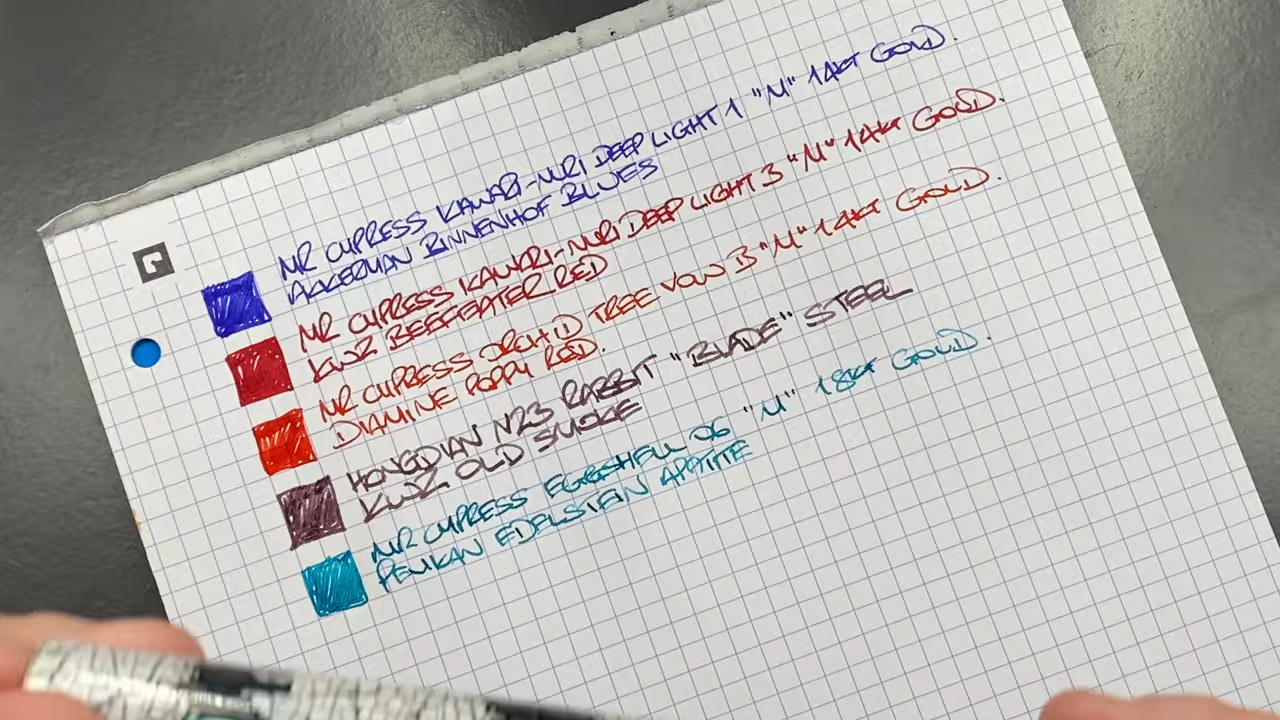 MR CYPRESS KAWARI-NURI DEEP LIGHT 1 "M" 14KT GOLD.
AKKERMAN BINNENHOF BLUES
MR CYPRESS KAWARI-NURI DEEP LIGHT 3 "M" 14KT GOLD.
KWZ BEEFEATER RED
MR CYPRESS ORCHID TREE VOW B "M" 14KT GOLD.
DIAMINE POPPY RED.
HONGDIAN N23 RABBIT "BLADE" STEEL
KWZ OLD SMOKE
MR CYPRESS EGGSHELL 06 "M" 18KT GOLD.
PELIKAN EDELSTEIN APATITE